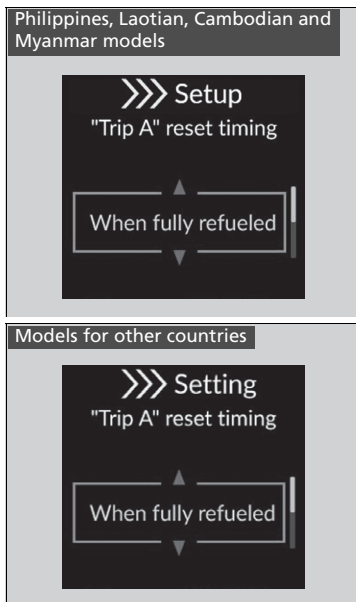 Philippines, Laotian, Cambodian and
Myanmar models
Setup
"Trip A" reset timing
When fully refueled
Models for other countries
Setting
"Trip A" reset timing
When fully refueled